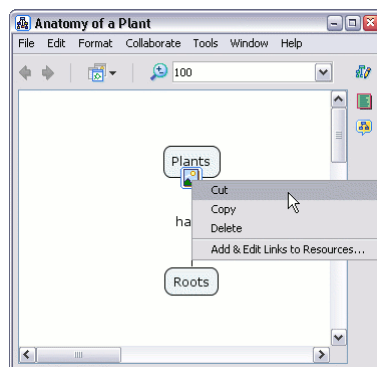 Anatomy of a Plant
File Edit Format Collaborate Tools Window Help
100
Plants
Cut
Copy
ha
Delete
Add & Edit Links to Resources...
Roots